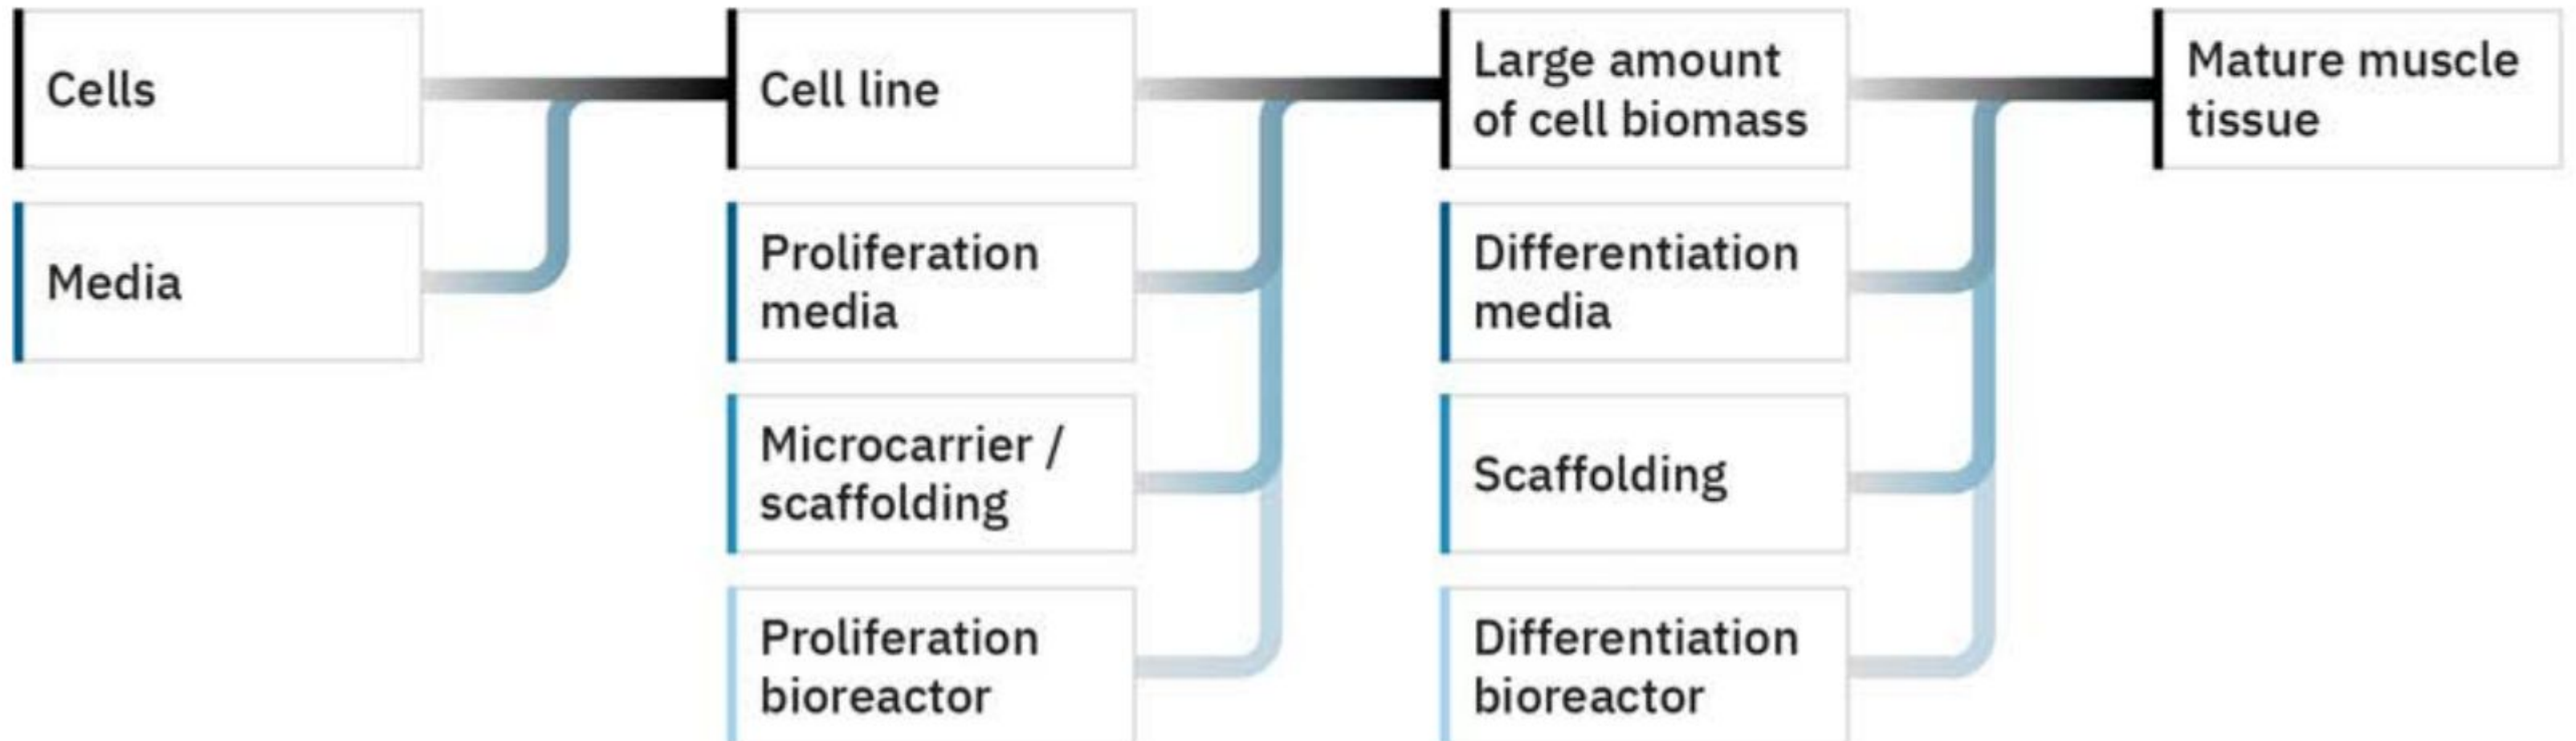 Cells
Media
Cell line
Proliferation
media
Microcarrier /
scaffolding
Proliferation
bioreactor
Large amount
of cell biomass
Differentiation
media
Scaffolding
Differentiation
bioreactor
Mature muscle
tissue